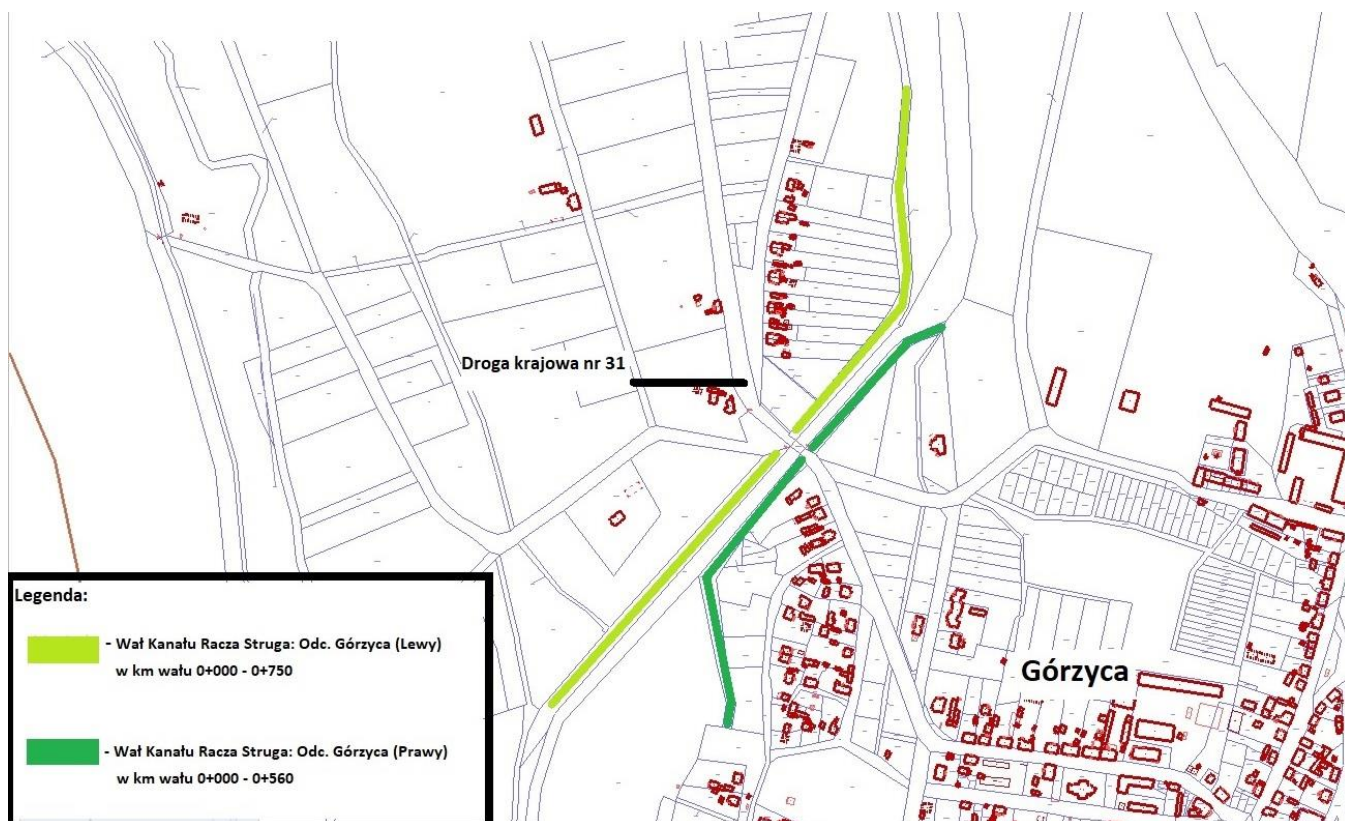 Droga krajowa nr 31
Górzyca
Legenda:
- Wał Kanału Racza Struga: Odc. Górzyca (Lewy)
w km wału 0+000 - 0+750
- Wał Kanału Racza Struga: Odc. Górzyca (Prawy)
w km wału 0+000 - 0+560